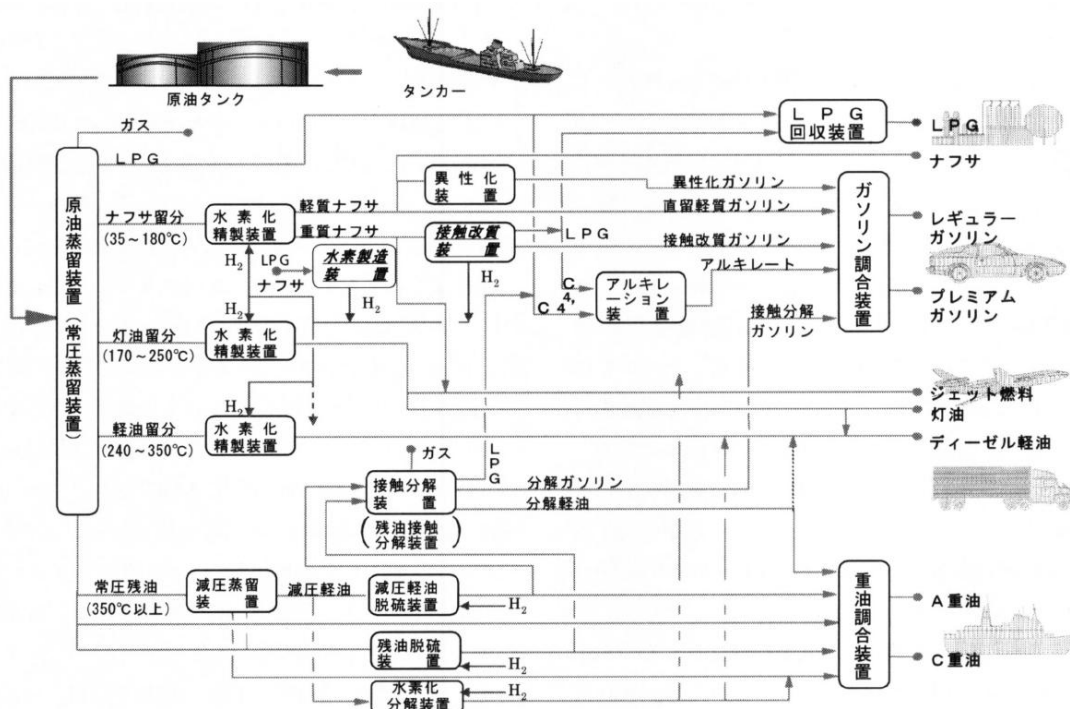 原油タンク
タンカー
ガス
LPG
LPG
回収装置
LPG
ナフサ
原油蒸留装置（常圧蒸留装置）
ナフサ留分
(35～180℃)
水素化
精製装置
軽質ナフサ
重質ナフサ
異性化
装置
異性化ガソリン
直留軽質ガソリン
接触改質
装置
LPG
接触改質ガソリン
H2
LPG
ナフサ
水素製造
装置
H2
H2
C4, C4'
アルキレ
ーション
装置
アルキレート
ガソリン調合装置
レギュラー
ガソリン
プレミアム
ガソリン
接触分解
ガソリン
H2
灯油留分
(170～250℃)
水素化
精製装置
ジェット燃料
灯油
H2
軽油留分
(240～350℃)
水素化
精製装置
ディーゼル軽油
ガス
LPG
接触分解
装置
分解ガソリン
分解軽油
(残油接触
分解装置)
常圧残油
(350℃以上)
減圧蒸留
装置
減圧軽油
減圧軽油
脱硫装置
H2
重油調合装置
A重油
残油脱硫
装置
H2
C重油
水素化
分解装置
H2